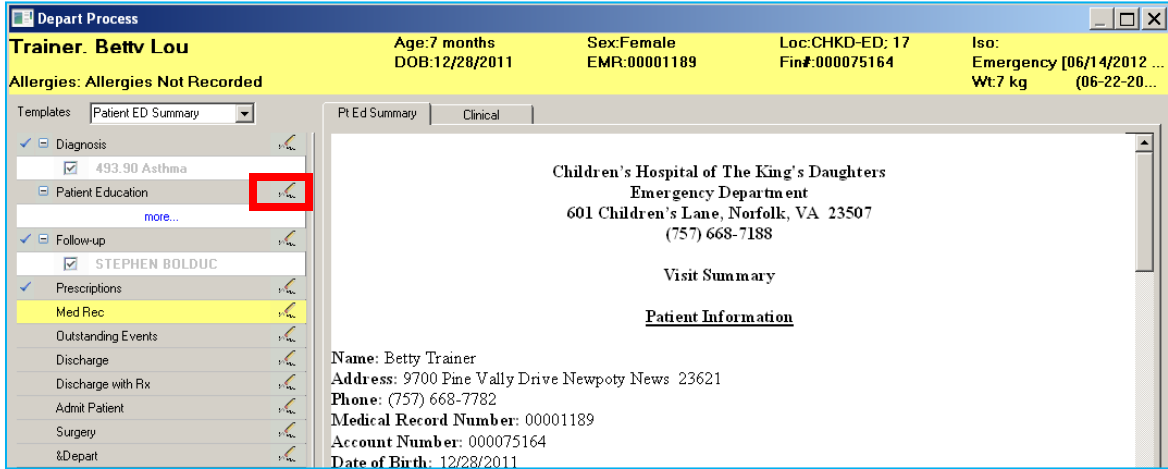 Depart Process
Trainer, Betty Lou
Age:7 months
Sex:Female
Loc:CHKD-ED; 17
Iso:
DOB:12/28/2011
EMR:00001189
Fin#:000075164
Emergency [06/14/2012 ...
Allergies: Allergies Not Recorded
Wt:7 kg (06-22-20...
Templates Patient ED Summary
Pt Ed Summary Clinical
Diagnosis
493.90 Asthma
Patient Education
more...
Follow-up
STEPHEN BOLDUC
Prescriptions
Med Rec
Outstanding Events
Discharge
Discharge with Rx
Admit Patient
Surgery
&Depart
Children's Hospital of The King's Daughters
Emergency Department
601 Children's Lane, Norfolk, VA 23507
(757) 668-7188
Visit Summary
Patient Information
Name: Betty Trainer
Address: 9700 Pine Vally Drive Newpoty News 23621
Phone: (757) 668-7782
Medical Record Number: 00001189
Account Number: 000075164
Date of Birth: 12/28/2011